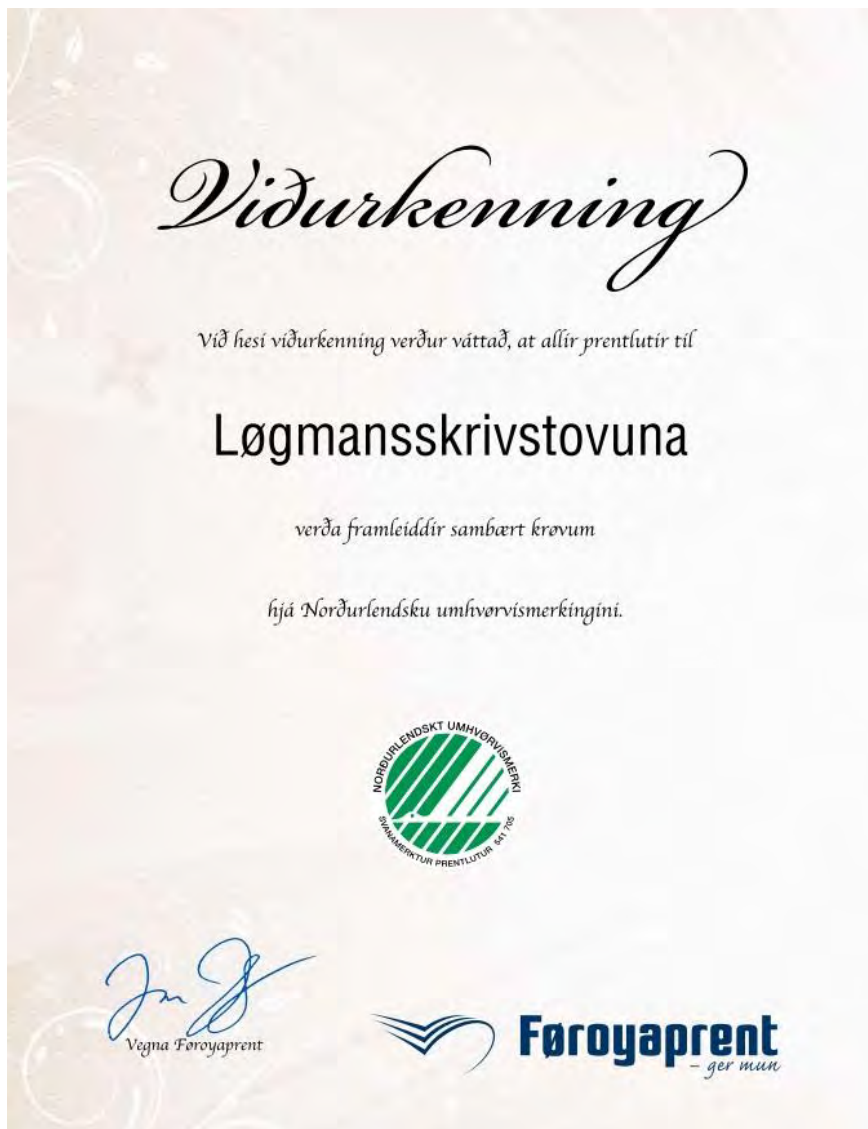 Viðurkenning
Við hesi viðurkenning verður váttað, at allir prentlutir til
Løgmansskrivstovuna
verða framleiddir sambært krøvum
hjá Norðurlendsku umhvørvismerkingini.
NORÐURLENDSKT UMHVØRVISMERKI
SVANAMERKTUR PRENTLUTUR 541 705
Vegna Føroyaprent
Føroyaprent
– ger mun